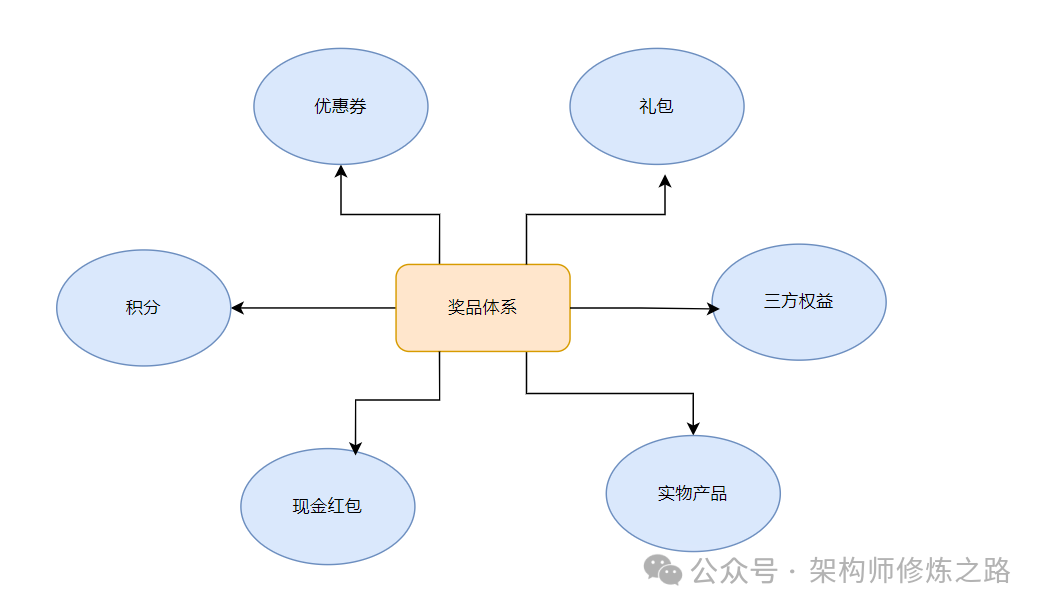 优惠券
礼包
积分
奖品体系
三方权益
现金红包
实物产品
公众号 · 架构师修炼之路